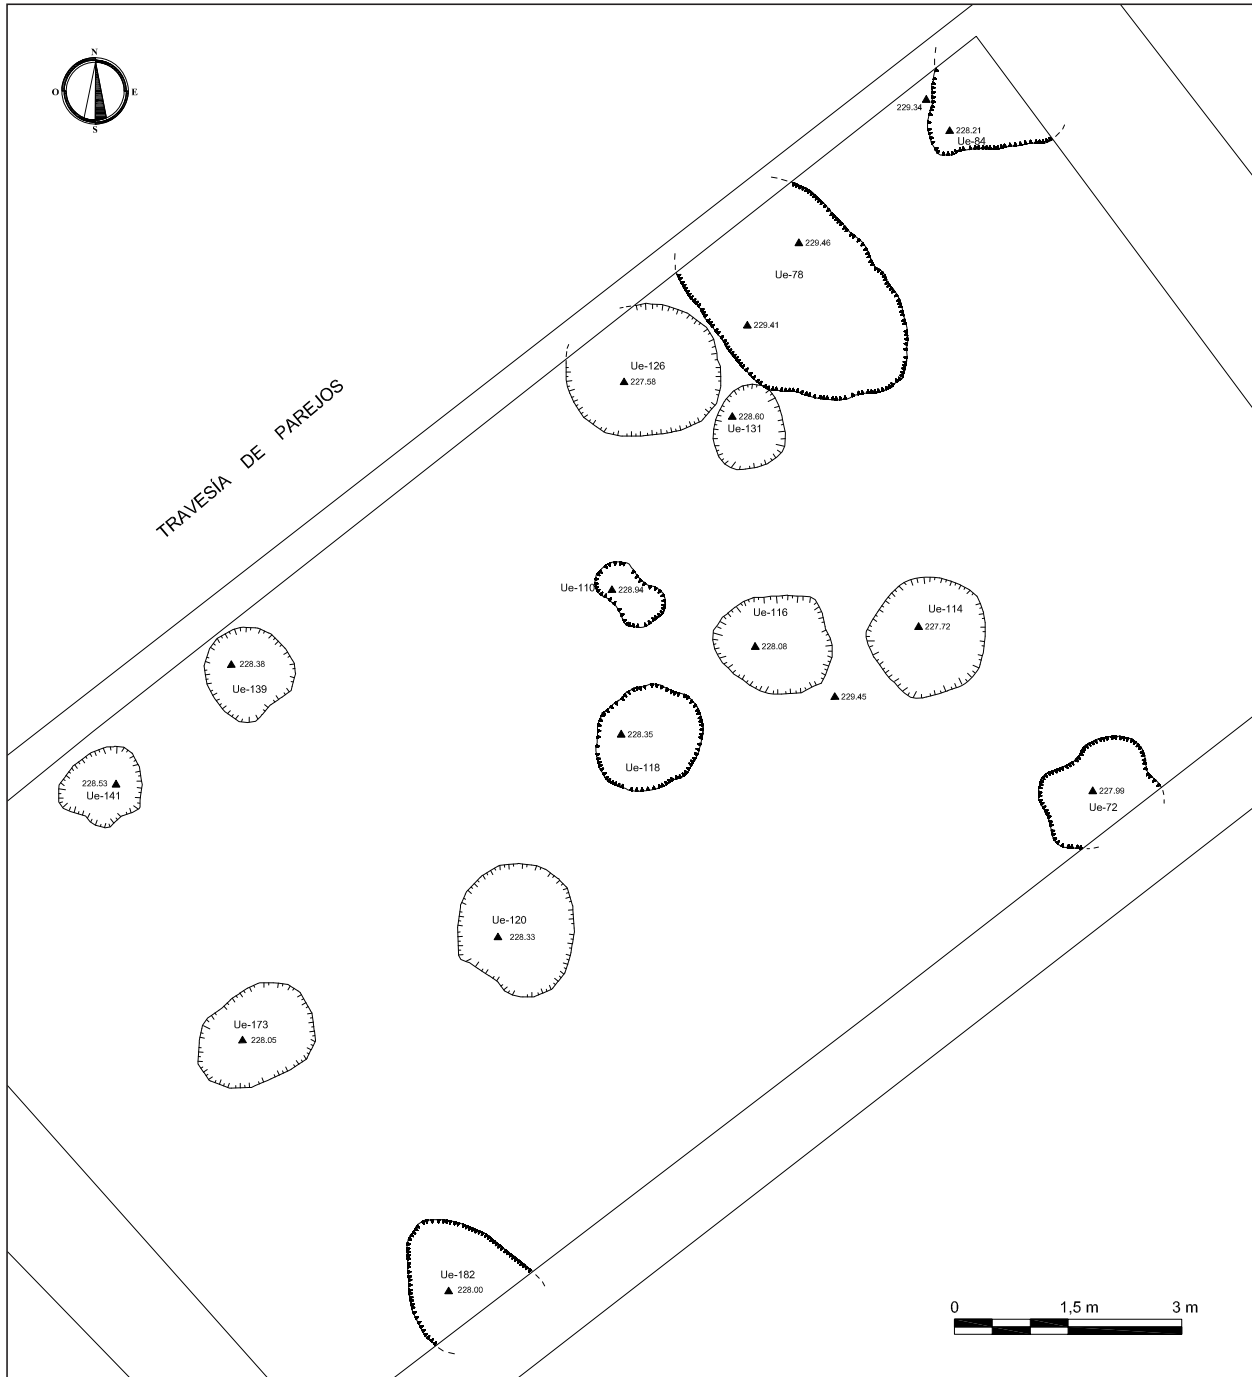 N
O E
S
229.34
228.21
Ue-84
229.46
Ue-78
229.41
Ue-126
227.58
228.60
Ue-131
TRAVESÍA DE PAREJOS
Ue-110
228.94
Ue-116
228.08
Ue-114
227.72
228.38
Ue-139
229.45
228.35
Ue-118
228.53
Ue-141
227.99
Ue-72
Ue-120
228.33
Ue-173
228.05
Ue-182
228.00
0 1,5 m 3 m